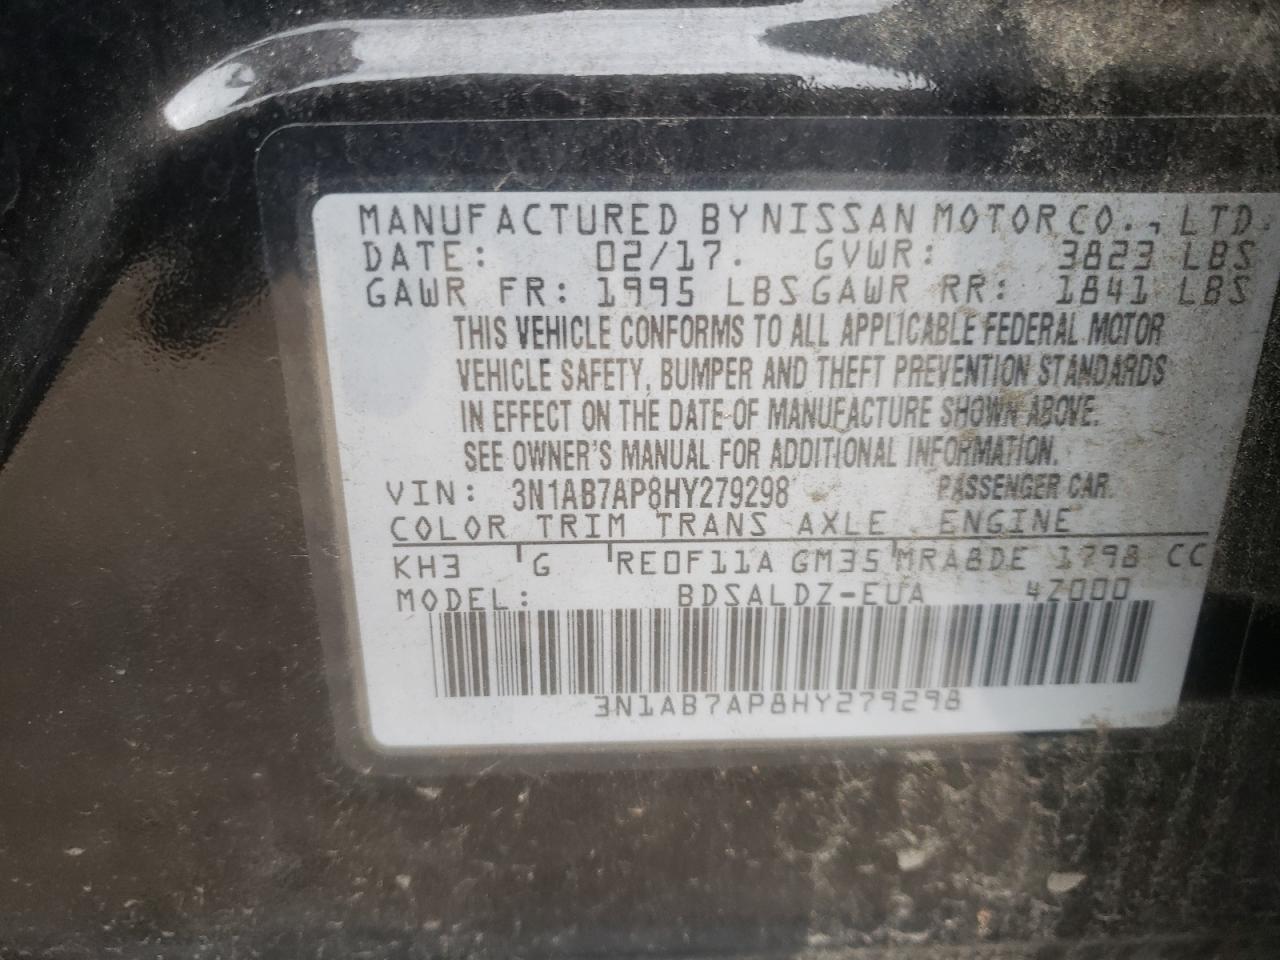 MANUFACTURED BY NISSAN MOTOR CO., LTD.
DATE: 02/17. GVWR: 3823 LBS
GAWR FR: 1995 LBS GAWR RR: 1841 LBS
THIS VEHICLE CONFORMS TO ALL APPLICABLE FEDERAL MOTOR
VEHICLE SAFETY, BUMPER AND THEFT PREVENTION STANDARDS
IN EFFECT ON THE DATE OF MANUFACTURE SHOWN ABOVE.
SEE OWNER'S MANUAL FOR ADDITIONAL INFORMATION.
VIN: 3N1AB7AP8HY279298 PASSENGER CAR.
COLOR TRIM TRANS AXLE ENGINE
KH3 G RE0F11A GM35 MRA8DE 1798 CC
MODEL: BDSALDZ-EUA 4Z000
3N1AB7AP8HY279298